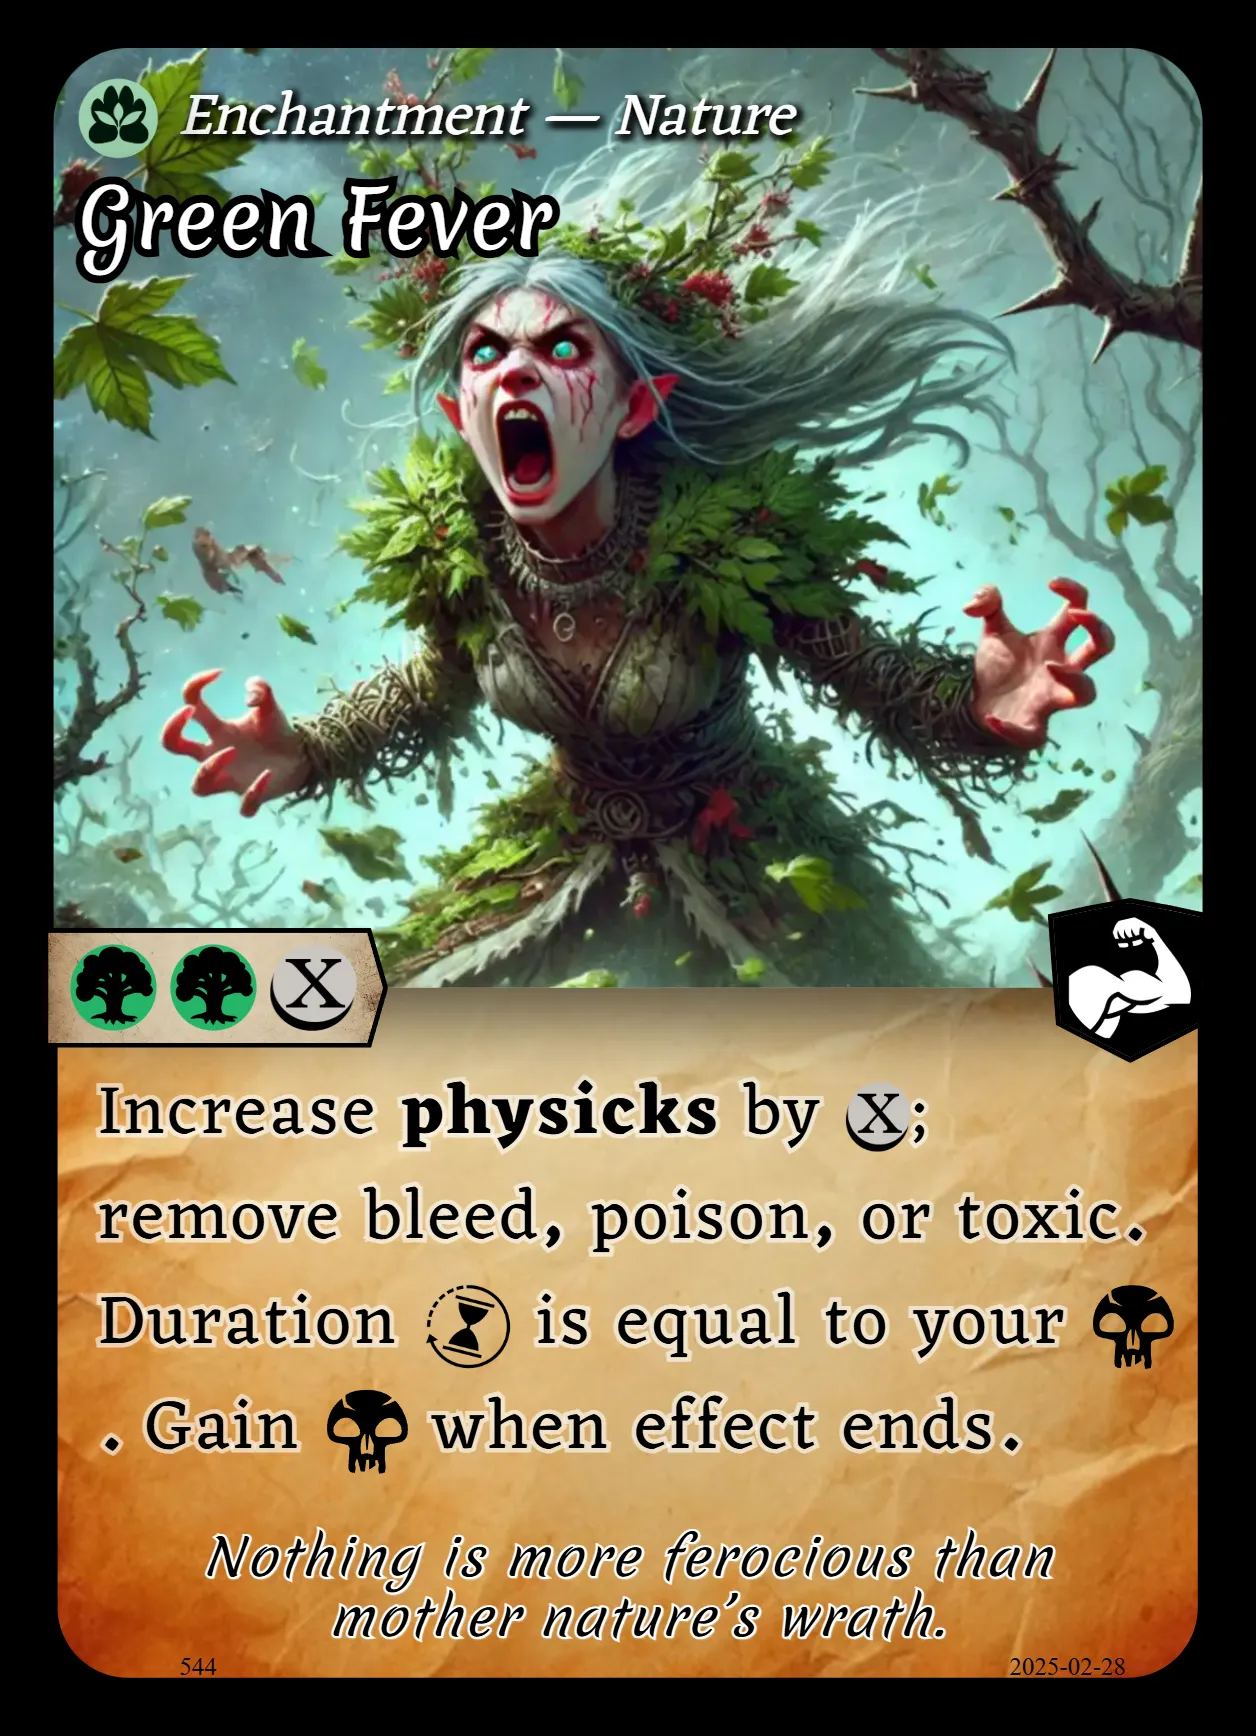 Enchantment — Nature
Green Fever
X
Increase physicks by X;
remove bleed, poison, or toxic.
Duration is equal to your
. Gain when effect ends.
Nothing is more ferocious than
mother nature's wrath.
544
2025-02-28